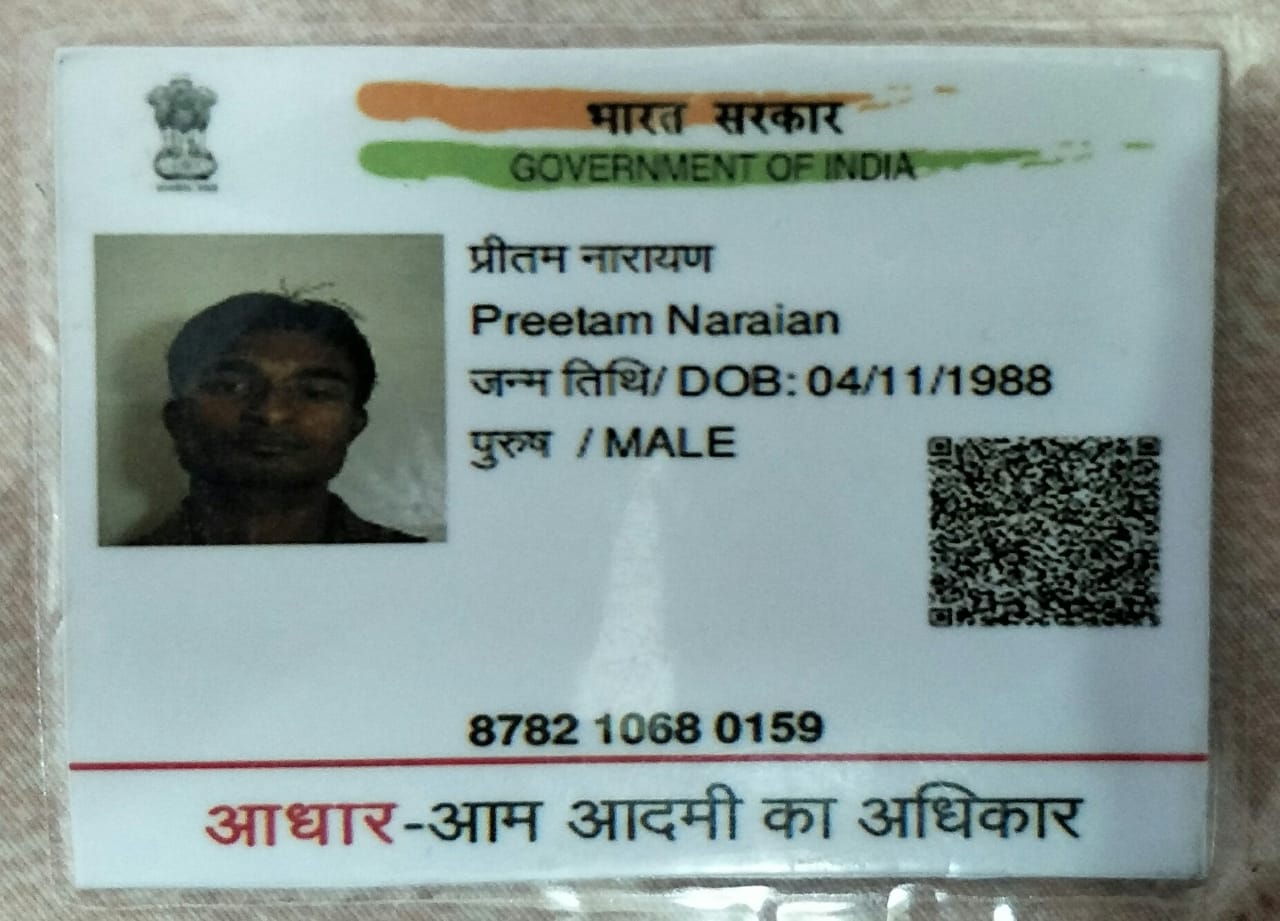 भारत सरकार
GOVERNMENT OF INDIA
प्रीतम नारायण
Preetam Naraian
जन्म तिथि/ DOB: 04/11/1988
पुरुष / MALE
8782 1068 0159
आधार-आम आदमी का अधिकार